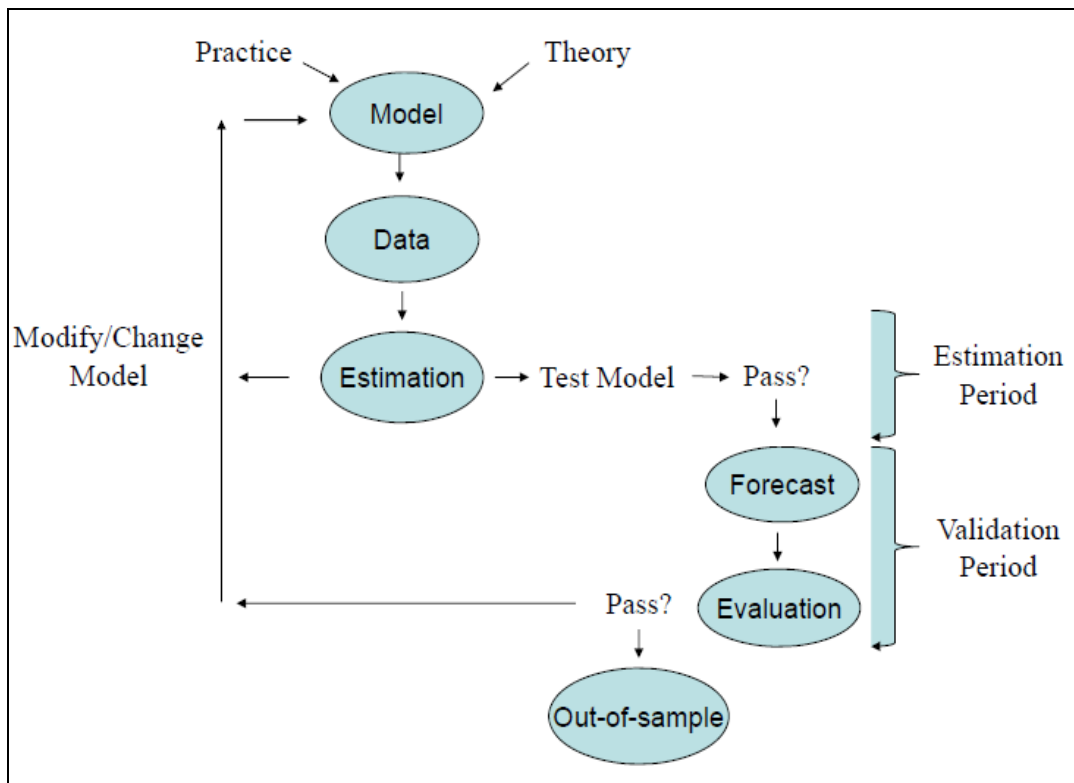 Practice
Theory
Model
Data
Modify/Change
Model
Estimation
Test Model
Pass?
Estimation
Period
Forecast
Validation
Period
Pass?
Evaluation
Out-of-sample